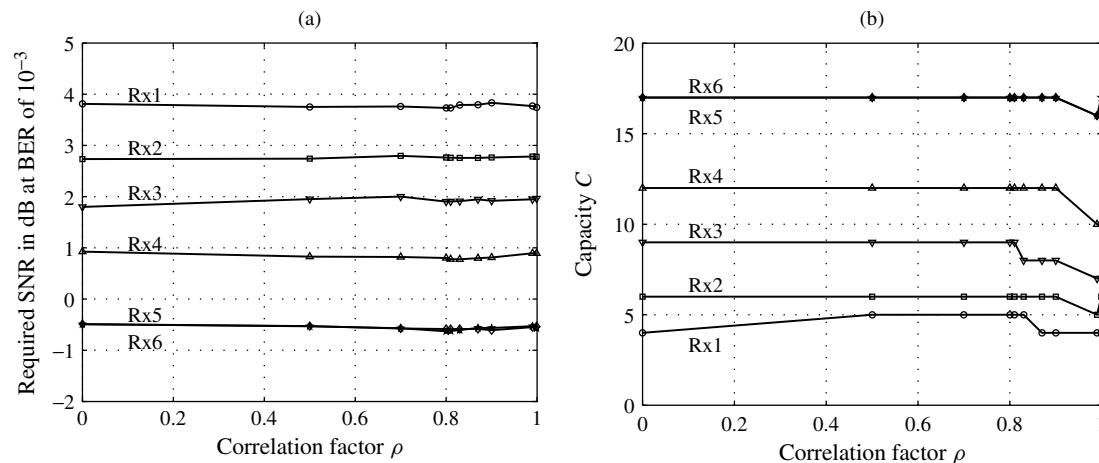 (a)
Required SNR in dB at BER of 10⁻³
5
4
3
2
1
0
−1
−2
Rx1
Rx2
Rx3
Rx4
Rx5
Rx6
0 0.2 0.4 0.6 0.8 1
Correlation factor ρ
(b)
Capacity C
20
15
10
5
0
Rx6
Rx5
Rx4
Rx3
Rx2
Rx1
0 0.2 0.4 0.6 0.8 1
Correlation factor ρ